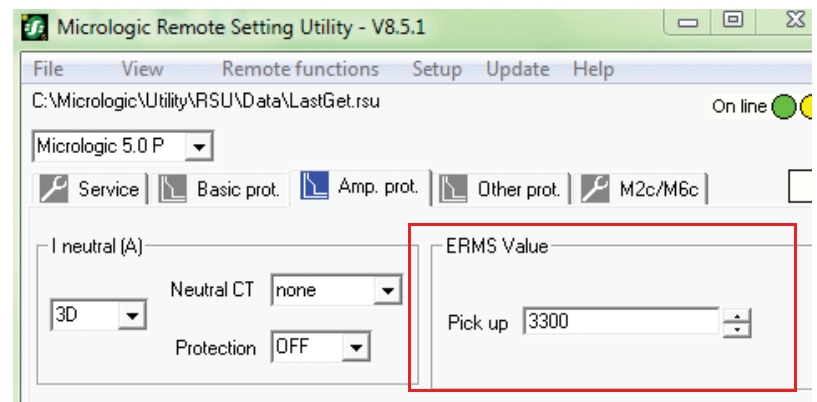 Micrologic Remote Setting Utility - V8.5.1
File View Remote functions Setup Update Help
C:\Micrologic\Utility\RSU\Data\LastGet.rsu
On line
Micrologic 5.0 P
Service Basic prot. Amp. prot. Other prot. M2c/M6c
I neutral (A)
ERMS Value
Neutral CT none
3D
Pick up 3300
Protection OFF